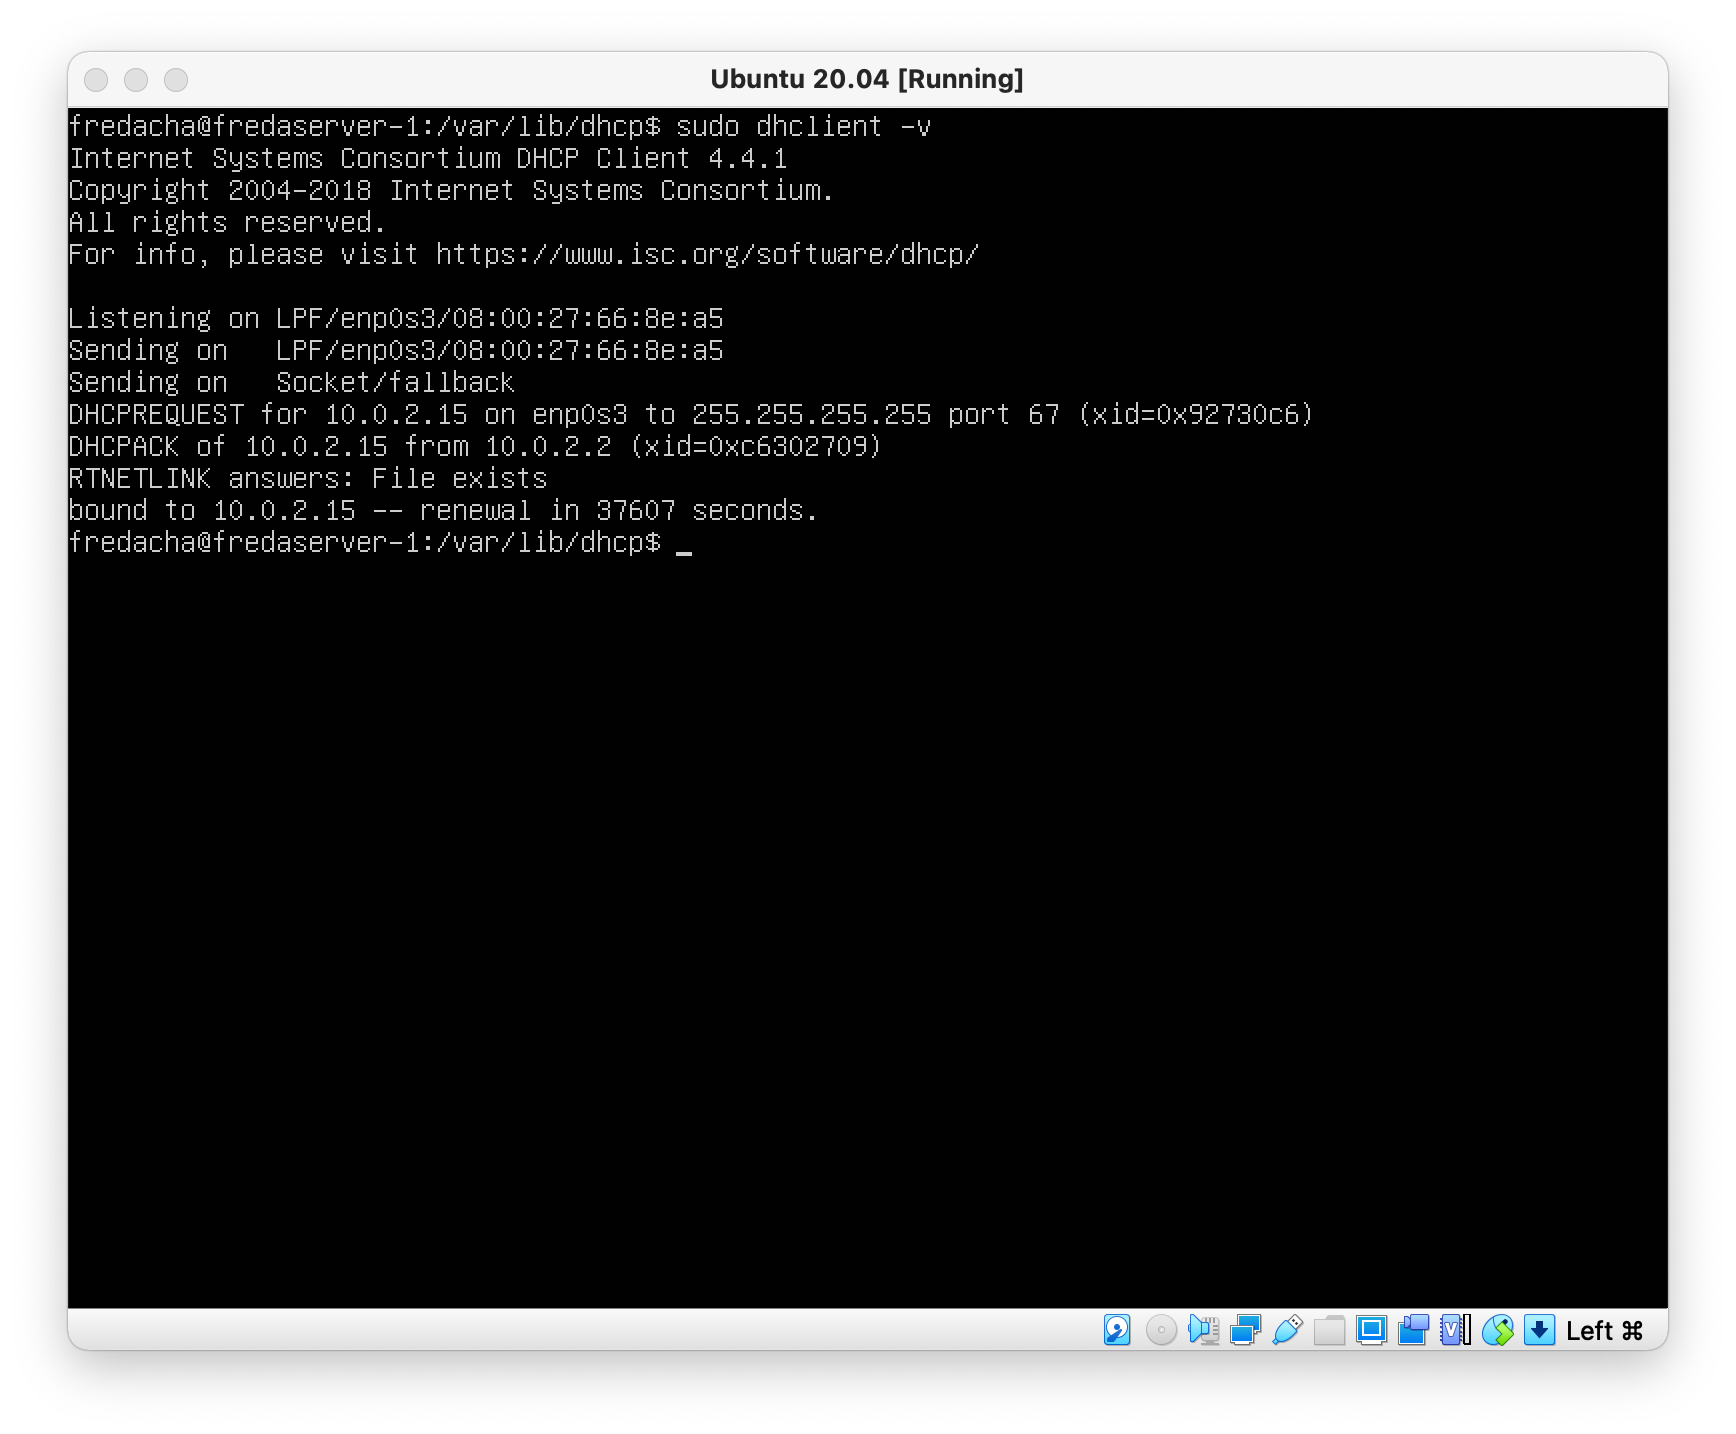 Ubuntu 20.04 [Running]
fredacha@fredaserver-1:/var/lib/dhcp$ sudo dhclient -v
Internet Systems Consortium DHCP Client 4.4.1
Copyright 2004-2018 Internet Systems Consortium.
All rights reserved.
For info, please visit https://www.isc.org/software/dhcp/

Listening on LPF/enp0s3/08:00:27:66:8e:a5
Sending on   LPF/enp0s3/08:00:27:66:8e:a5
Sending on   Socket/fallback
DHCPREQUEST for 10.0.2.15 on enp0s3 to 255.255.255.255 port 67 (xid=0x92730c6)
DHCPACK of 10.0.2.15 from 10.0.2.2 (xid=0xc6302709)
RTNETLINK answers: File exists
bound to 10.0.2.15 -- renewal in 37607 seconds.
fredacha@fredaserver-1:/var/lib/dhcp$ _
Left ⌘